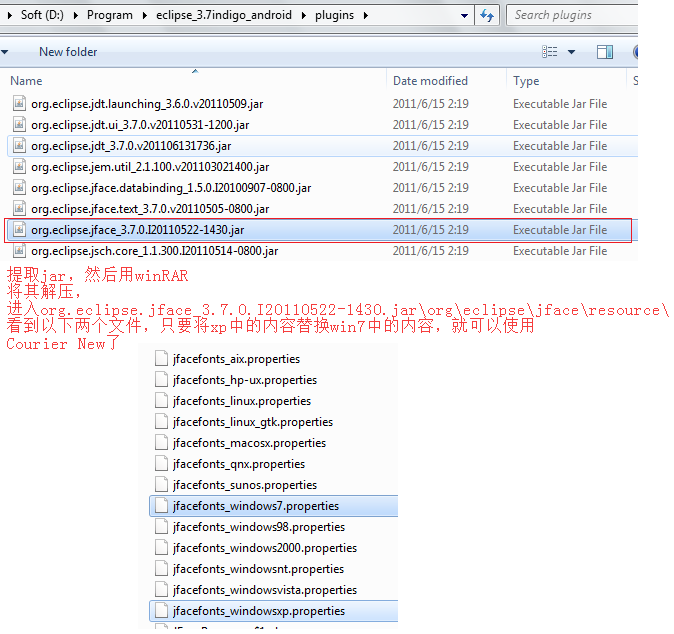 Soft (D:) Program eclipse_3.7indigo_android plugins Search plugins
New folder
Name Date modified Type S
org.eclipse.jdt.launching_3.6.0.v20110509.jar 2011/6/15 2:19 Executable Jar File
org.eclipse.jdt.ui_3.7.0.v20110531-1200.jar 2011/6/15 2:19 Executable Jar File
org.eclipse.jdt_3.7.0.v201106131736.jar 2011/6/15 2:19 Executable Jar File
org.eclipse.jem.util_2.1.100.v201103021400.jar 2011/6/15 2:19 Executable Jar File
org.eclipse.jface.databinding_1.5.0.I20100907-0800.jar 2011/6/15 2:19 Executable Jar File
org.eclipse.jface.text_3.7.0.v20110505-0800.jar 2011/6/15 2:19 Executable Jar File
org.eclipse.jface_3.7.0.I20110522-1430.jar 2011/6/15 2:19 Executable Jar File
org.eclipse.jsch.core_1.1.300.I20110514-0800.jar 2011/6/15 2:19 Executable Jar File
提取jar，然后用winRAR
将其解压，
进入org.eclipse.jface_3.7.0.I20110522-1430.jar\org\eclipse\jface\resource\
看到以下两个文件，只要将xp中的内容替换win7中的内容，就可以使用
Courier New了
jfacefonts_aix.properties
jfacefonts_hp-ux.properties
jfacefonts_linux.properties
jfacefonts_linux_gtk.properties
jfacefonts_macosx.properties
jfacefonts_qnx.properties
jfacefonts_sunos.properties
jfacefonts_windows7.properties
jfacefonts_windows98.properties
jfacefonts_windows2000.properties
jfacefonts_windowsnt.properties
jfacefonts_windowsvista.properties
jfacefonts_windowsxp.properties